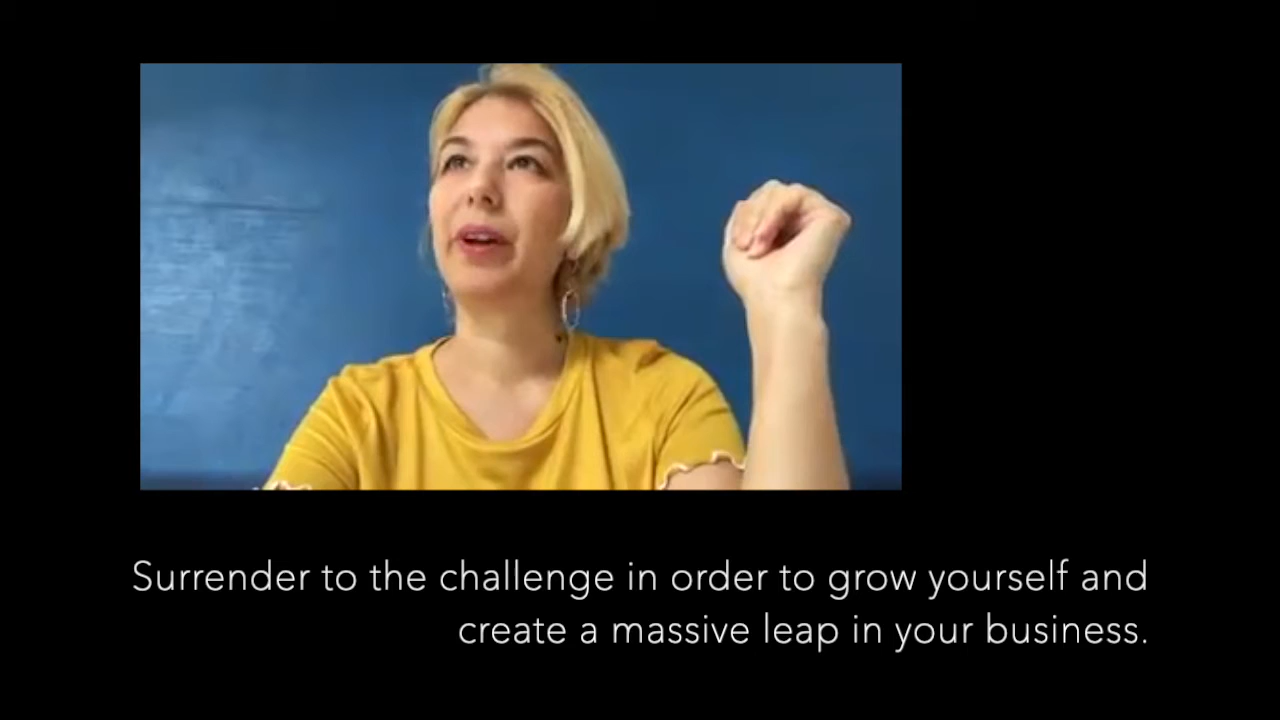 Surrender to the challenge in order to grow yourself and
create a massive leap in your business.